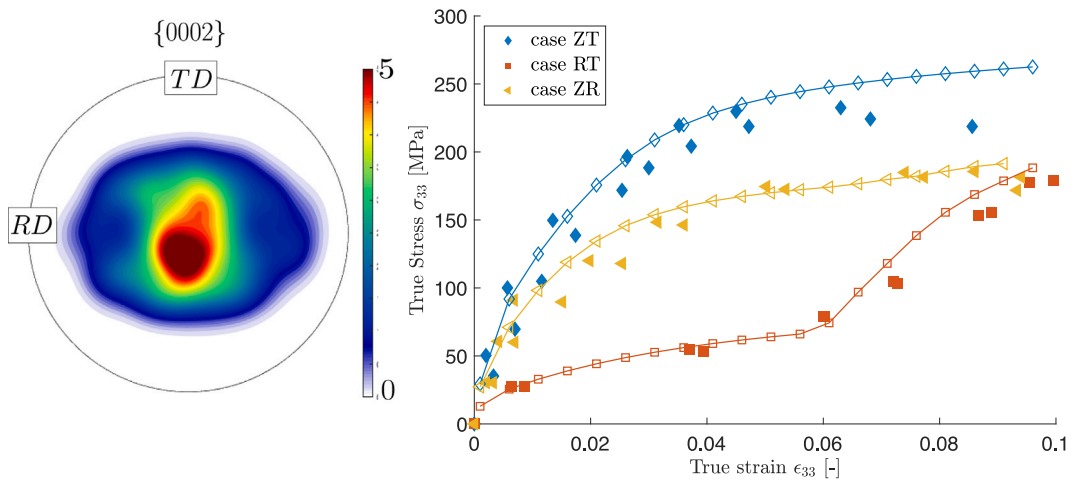 {0002}
TD
RD
5
0
300
250
200
150
100
50
0
True Stress σ₃₃ [MPa]
case ZT
case RT
case ZR
0 0.02 0.04 0.06 0.08 0.1
True strain ϵ₃₃ [-]